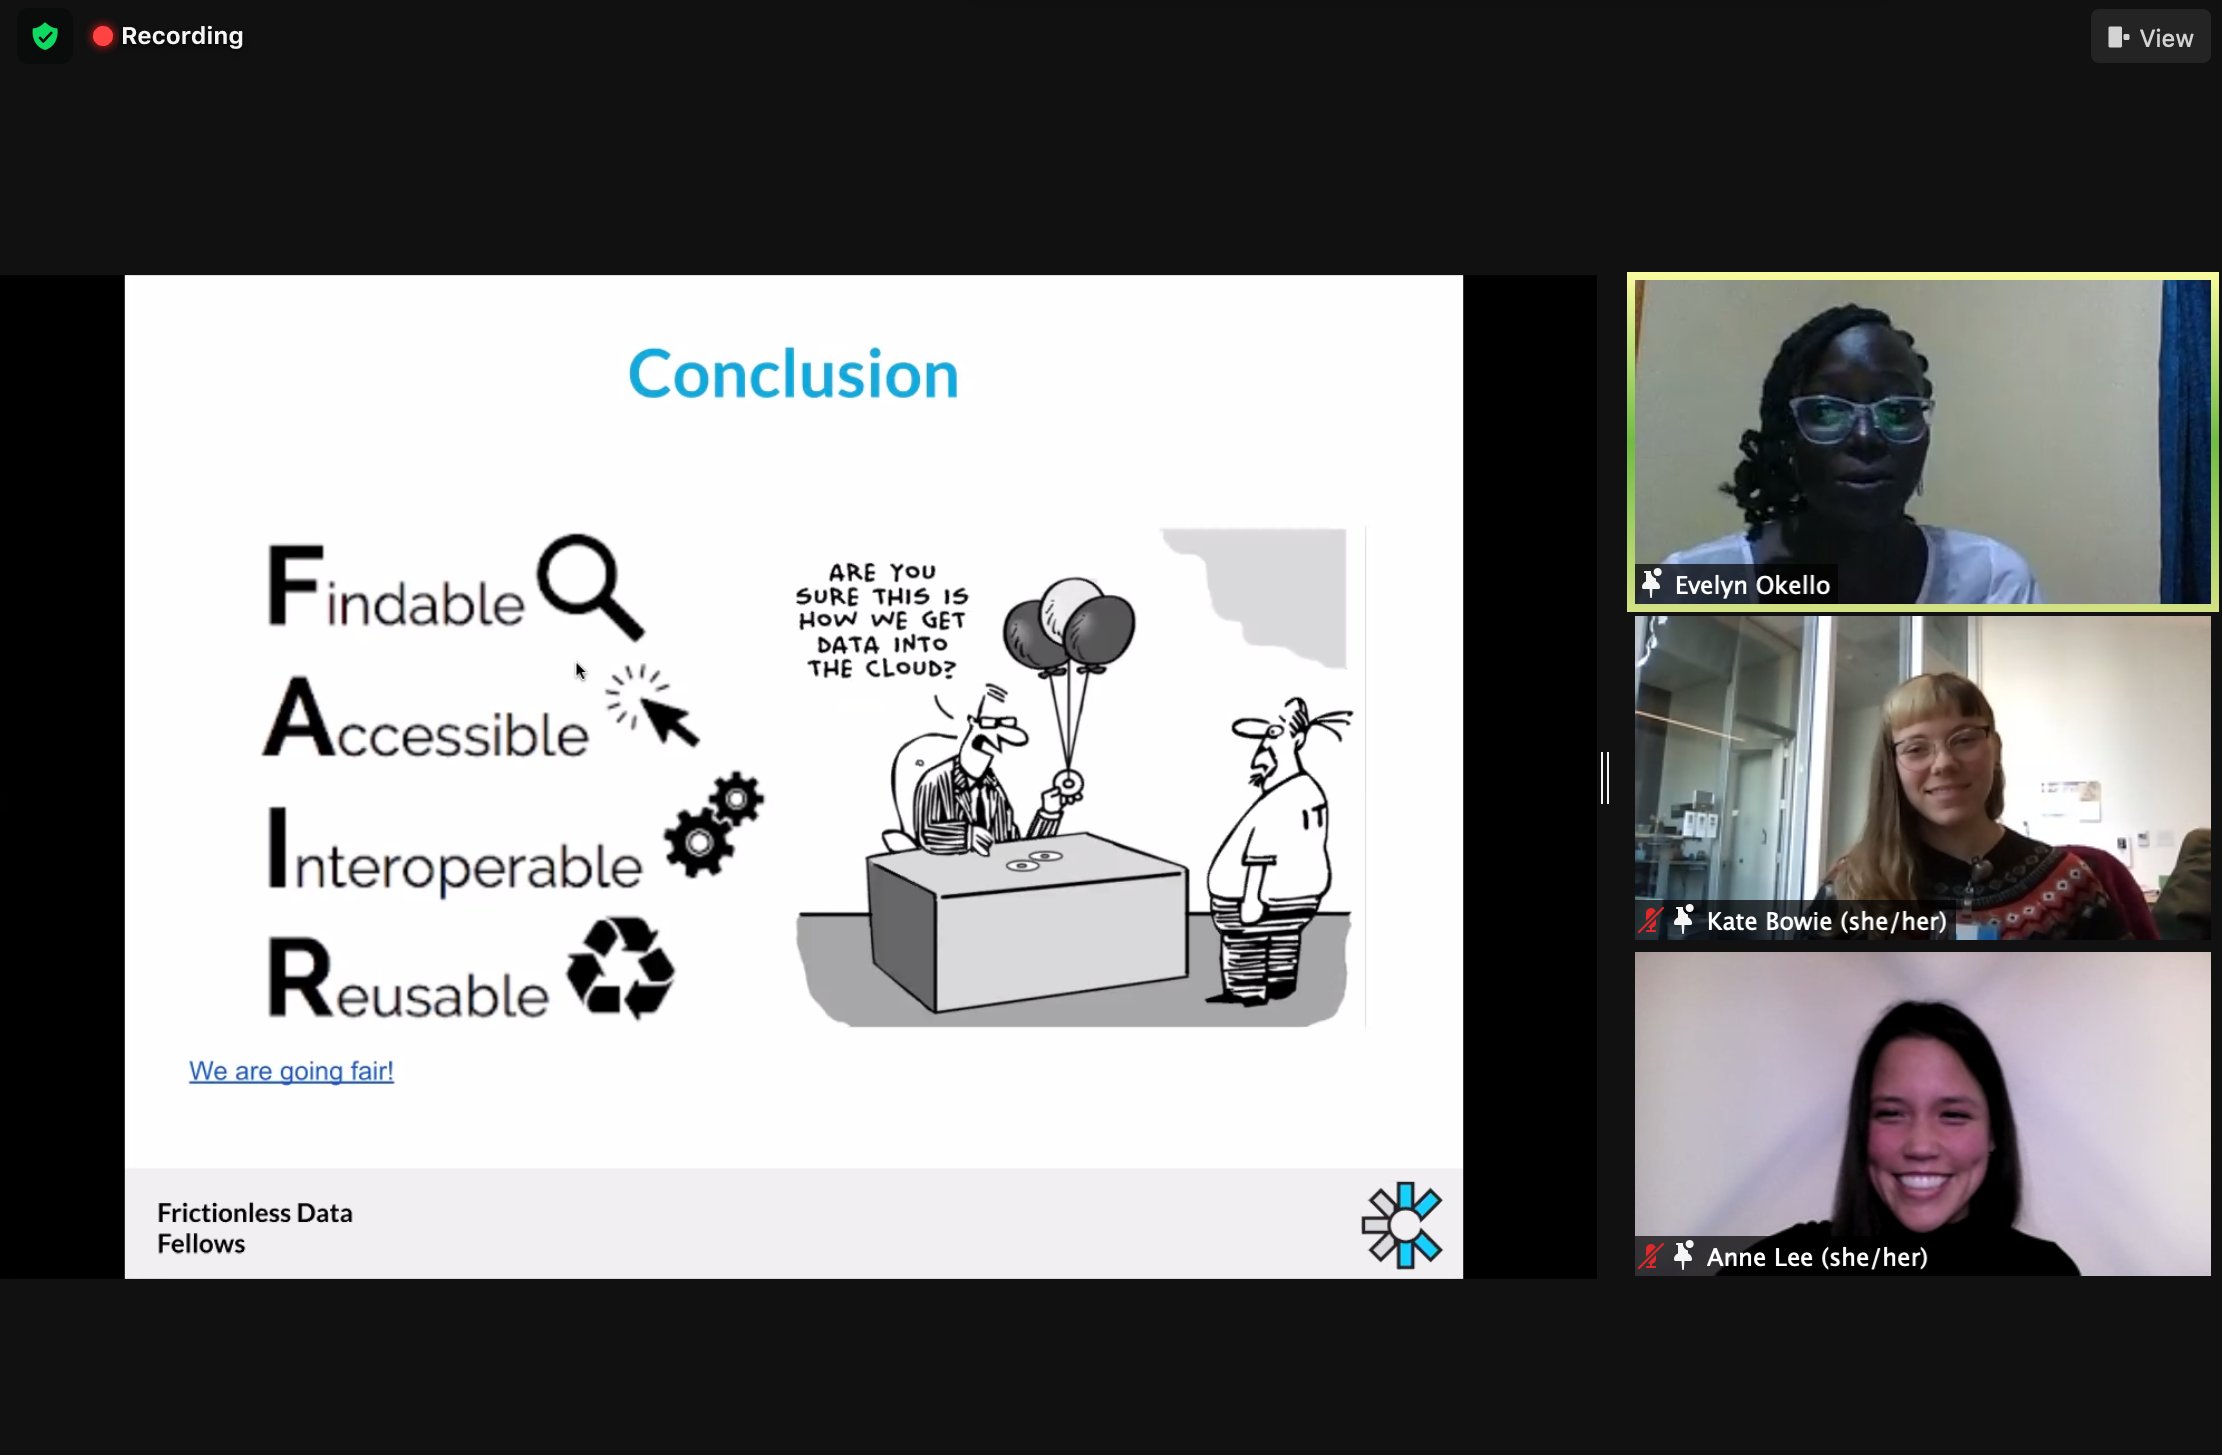 Recording
View
Conclusion
Findable
Accessible
Interoperable
Reusable
ARE YOU
SURE THIS IS
HOW WE GET
DATA INTO
THE CLOUD?
IT
We are going fair!
Frictionless Data
Fellows
Evelyn Okello
Kate Bowie (she/her)
Anne Lee (she/her)